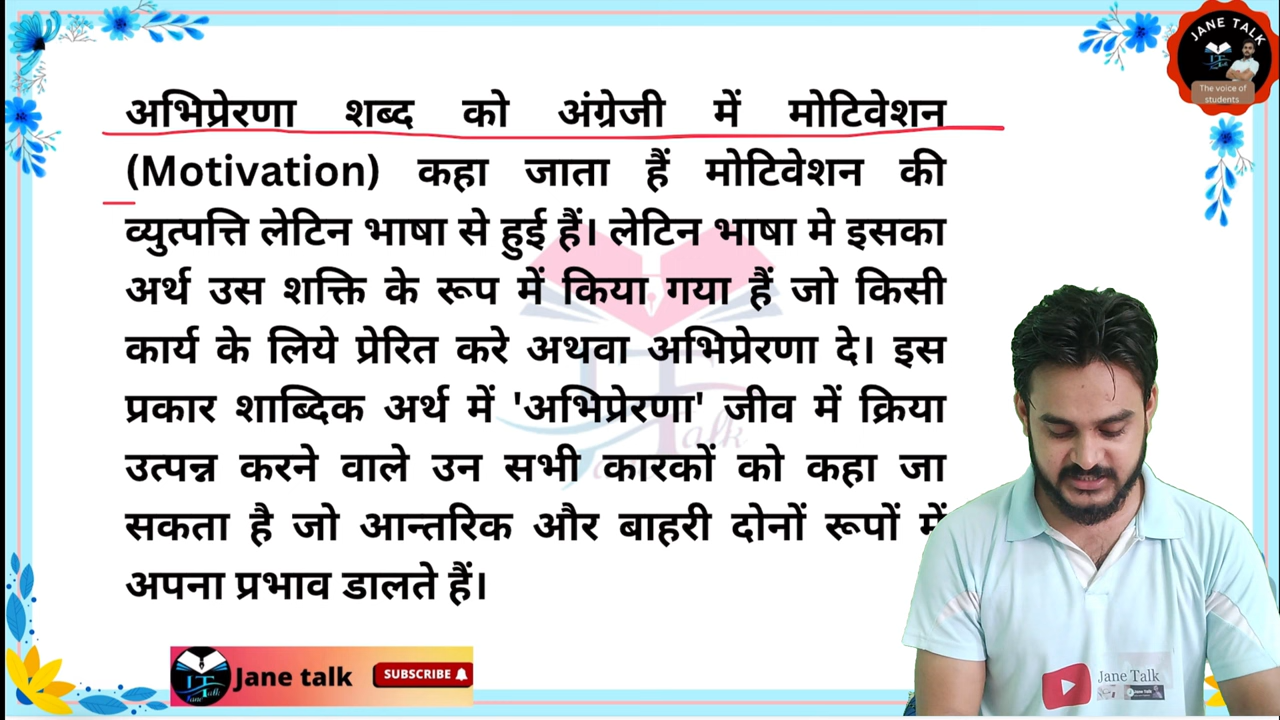 JANE TALK
The voice of
students
अभिप्रेरणा शब्द को अंग्रेजी में मोटिवेशन
(Motivation) कहा जाता हैं मोटिवेशन की
व्युत्पत्ति लेटिन भाषा से हुई हैं। लेटिन भाषा मे इसका
अर्थ उस शक्ति के रूप में किया गया हैं जो किसी
कार्य के लिये प्रेरित करे अथवा अभिप्रेरणा दे। इस
प्रकार शाब्दिक अर्थ में 'अभिप्रेरणा' जीव में क्रिया
उत्पन्न करने वाले उन सभी कारकों को कहा जा
सकता है जो आन्तरिक और बाहरी दोनों रूपों में
अपना प्रभाव डालते हैं।
Jane talk
SUBSCRIBE
Jane Talk